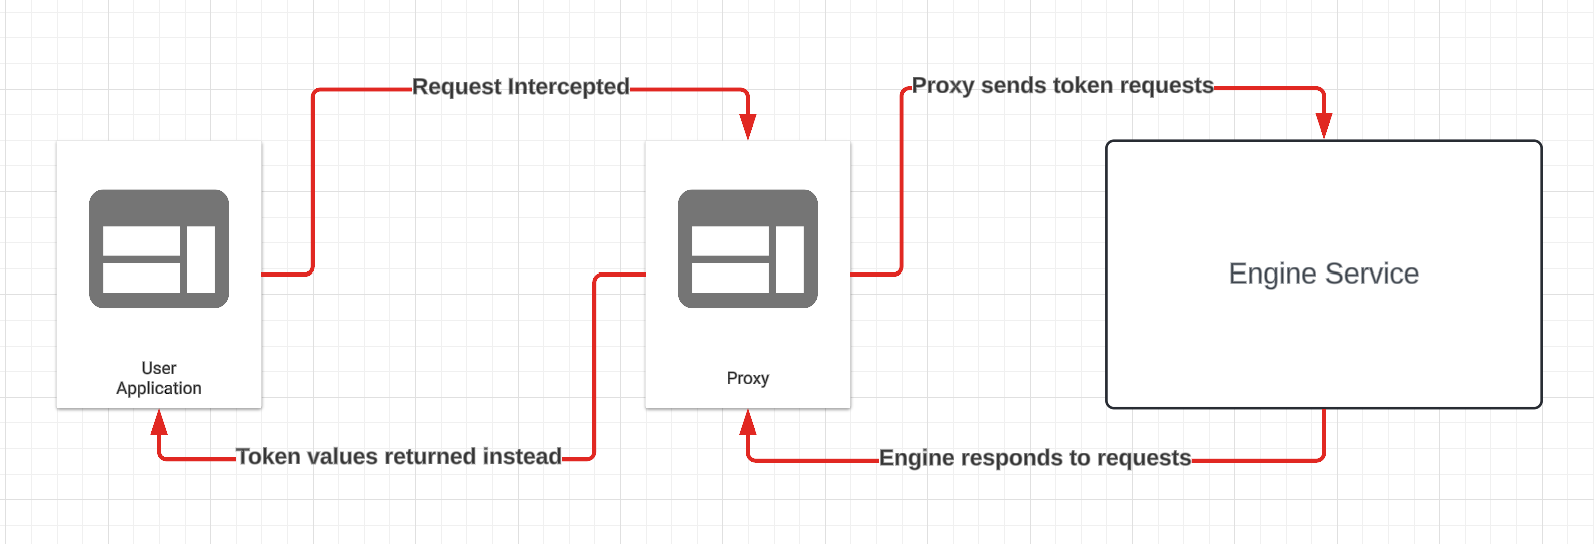 Request Intercepted
Proxy sends token requests
User
Application
Proxy
Engine Service
Token values returned instead
Engine responds to requests